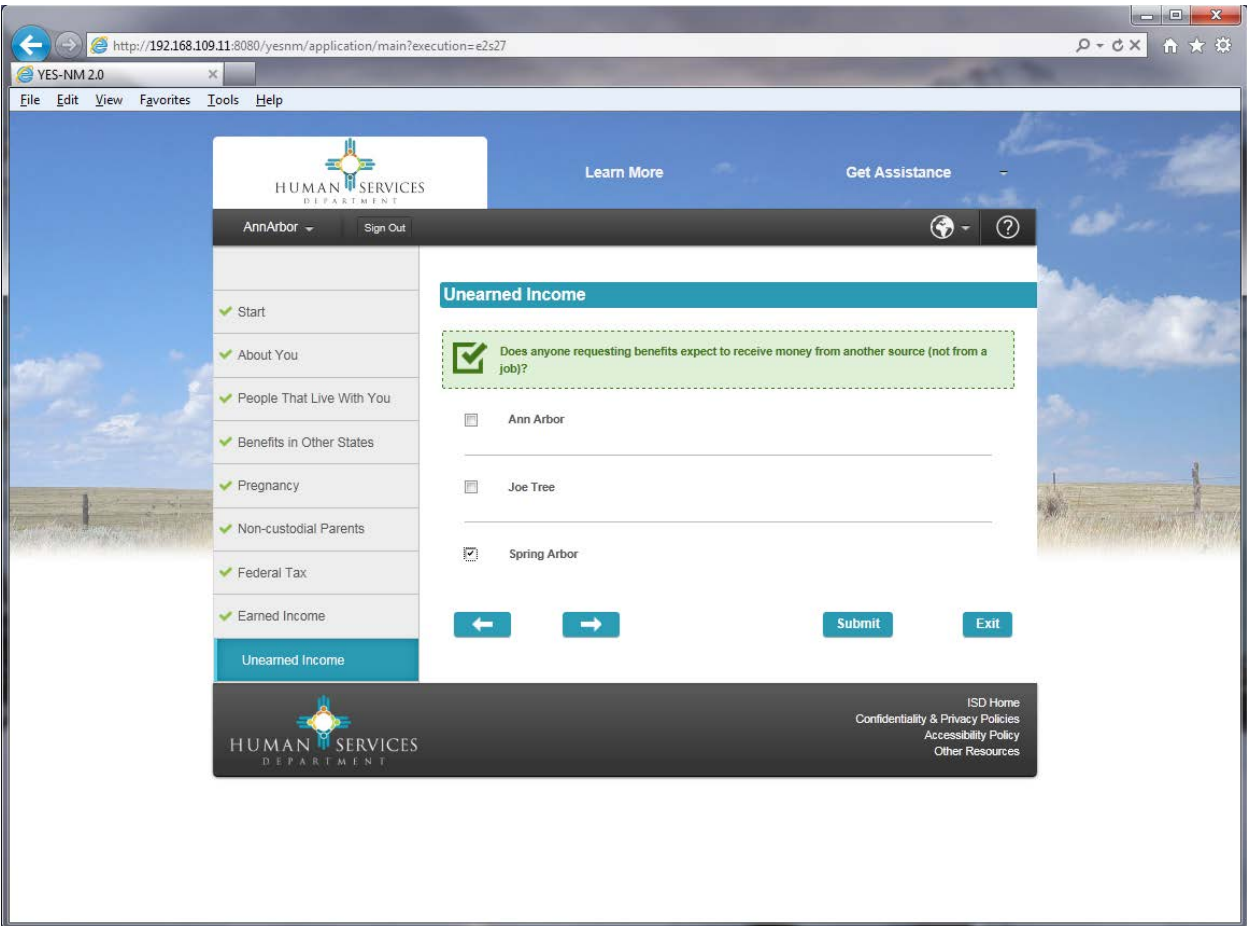 http://192.168.109.11:8080/yesnm/application/main?execution=e2s27
YES-NM 2.0
File Edit View Favorites Tools Help
HUMAN SERVICES
DEPARTMENT
Learn More
Get Assistance
AnnArbor
Sign Out
Start
About You
People That Live With You
Benefits in Other States
Pregnancy
Non-custodial Parents
Federal Tax
Earned Income
Unearned Income
Unearned Income
Does anyone requesting benefits expect to receive money from another source (not from a
job)?
Ann Arbor
Joe Tree
Spring Arbor
Submit
Exit
HUMAN SERVICES
DEPARTMENT
ISD Home
Confidentiality & Privacy Policies
Accessibility Policy
Other Resources